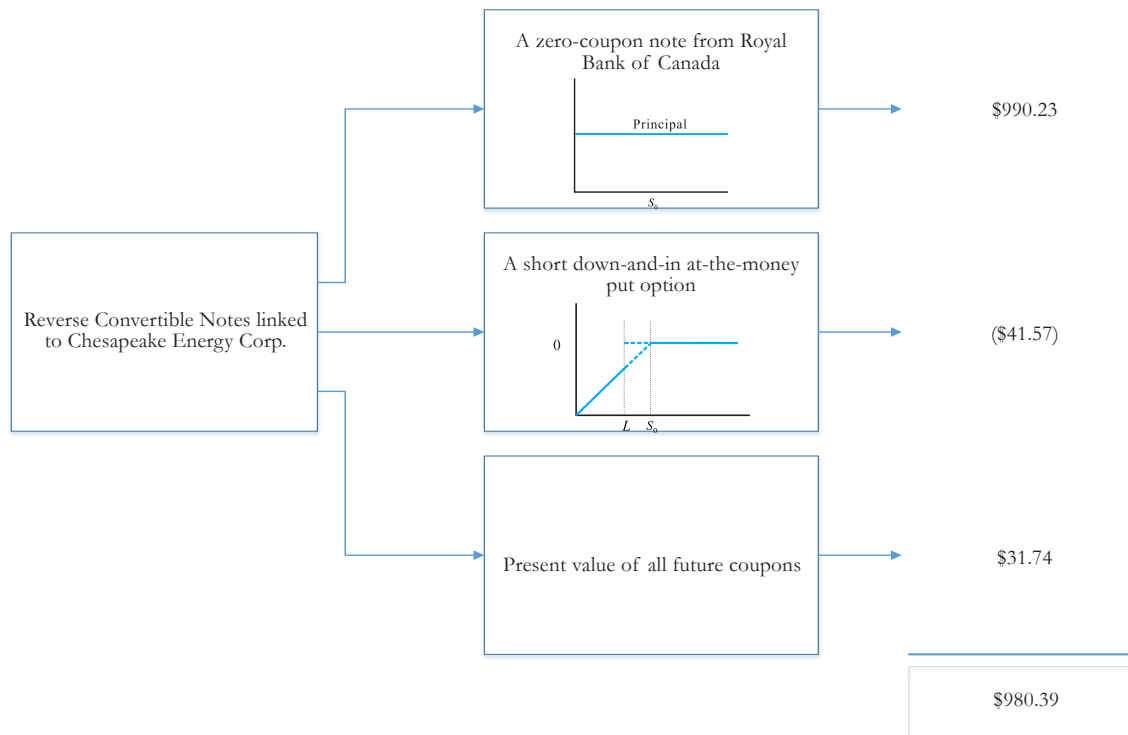 A zero-coupon note from Royal
Bank of Canada
Principal
S₀
$990.23
Reverse Convertible Notes linked
to Chesapeake Energy Corp.
A short down-and-in at-the-money
put option
0
L S₀
($41.57)
Present value of all future coupons
$31.74
$980.39